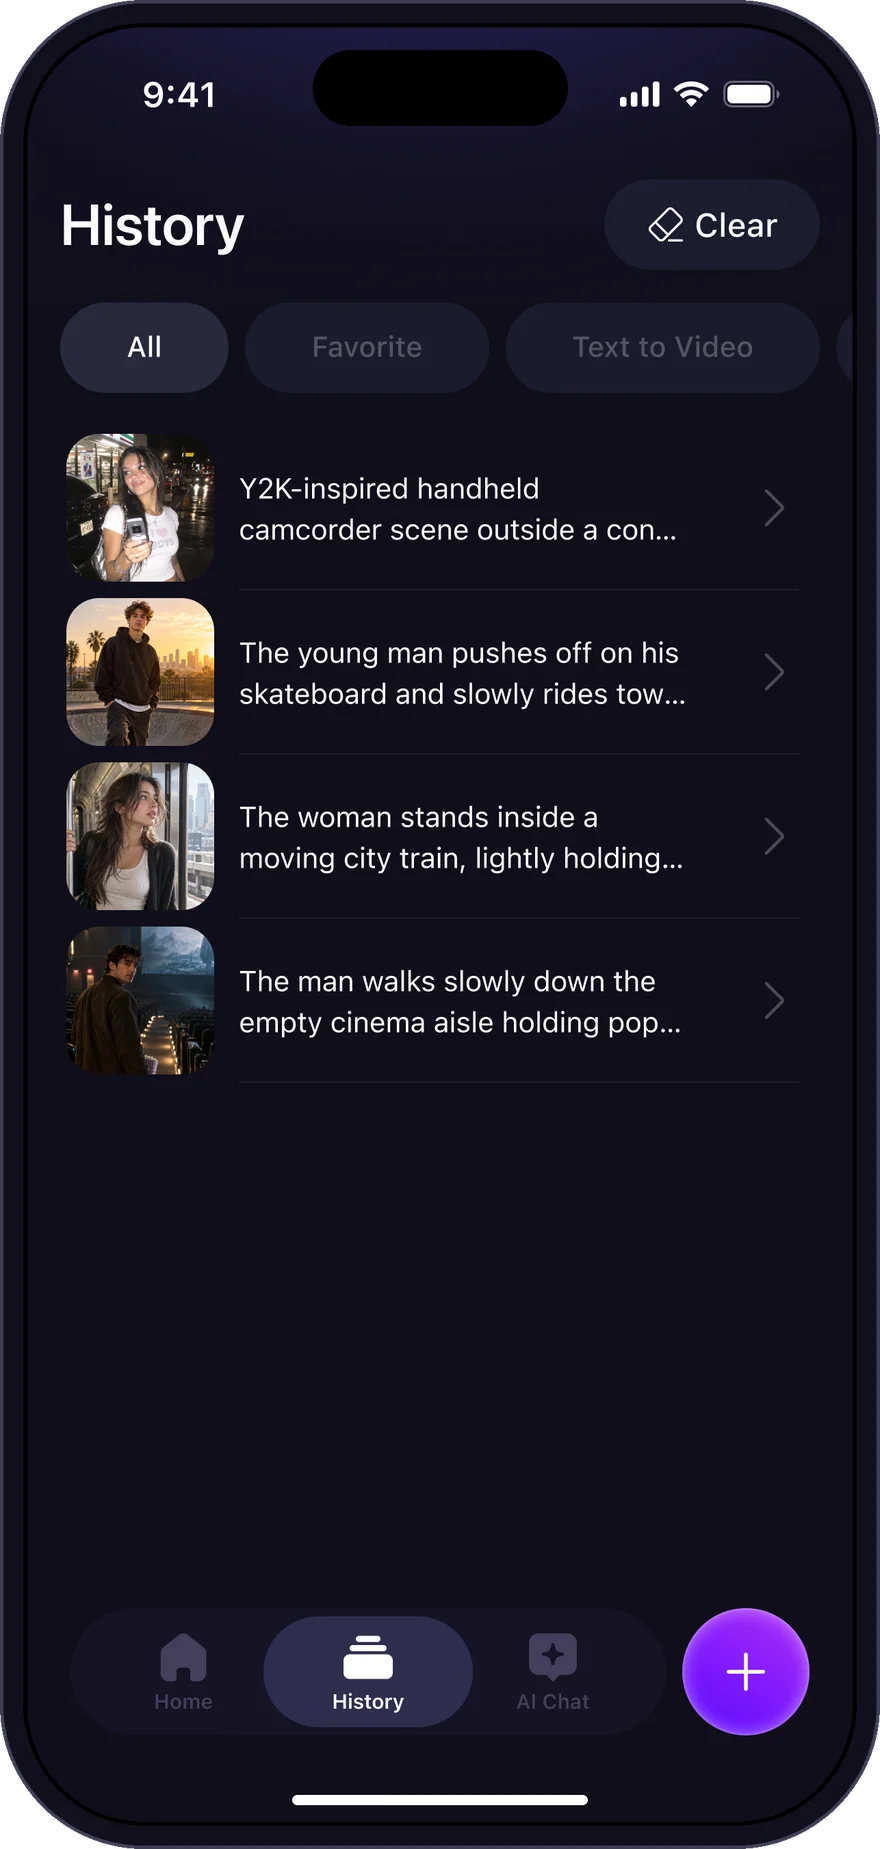 9:41
History
Clear
All
Favorite
Text to Video
Y2K-inspired handheld
camcorder scene outside a con...
The young man pushes off on his
skateboard and slowly rides tow...
The woman stands inside a
moving city train, lightly holding...
The man walks slowly down the
empty cinema aisle holding pop...
Home
History
AI Chat